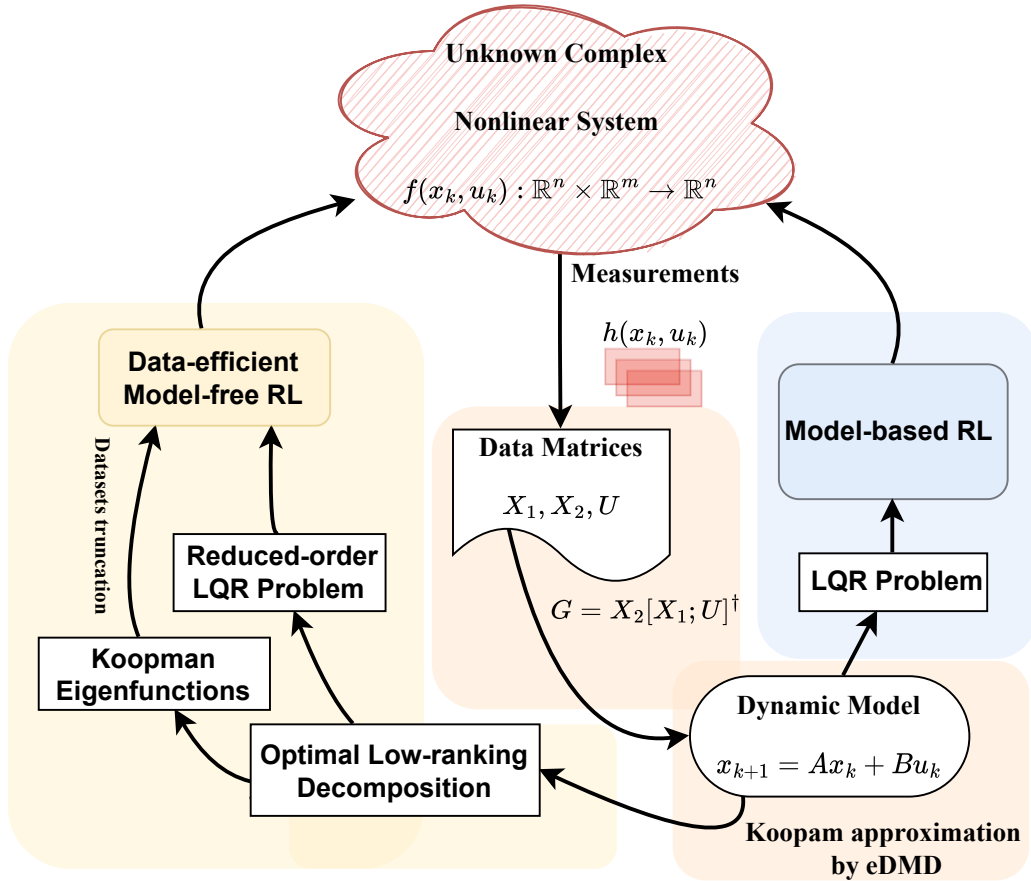 Unknown Complex
Nonlinear System
f(x_k, u_k) : ℝ^n × ℝ^m → ℝ^n
Measurements
h(x_k, u_k)
Data-efficient
Model-free RL
Datasets truncation
Data Matrices
X_1, X_2, U
Model-based RL
Reduced-order
LQR Problem
LQR Problem
G = X_2[X_1; U]^†
Koopman
Eigenfunctions
Dynamic Model
x_{k+1} = Ax_k + Bu_k
Optimal Low-ranking
Decomposition
Koopam approximation
by eDMD